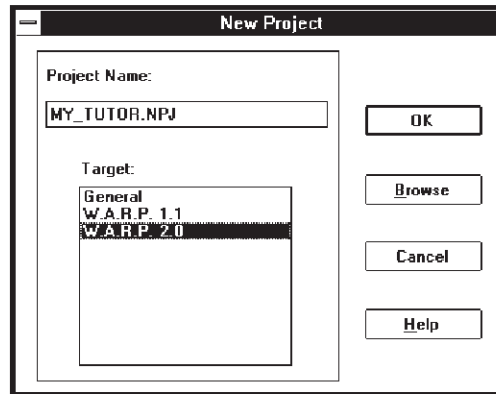 New Project
Project Name:
MY_TUTOR.NPJ
OK
Target:
General
W.A.R.P. 1.1
W.A.R.P. 2.0
Browse
Cancel
Help